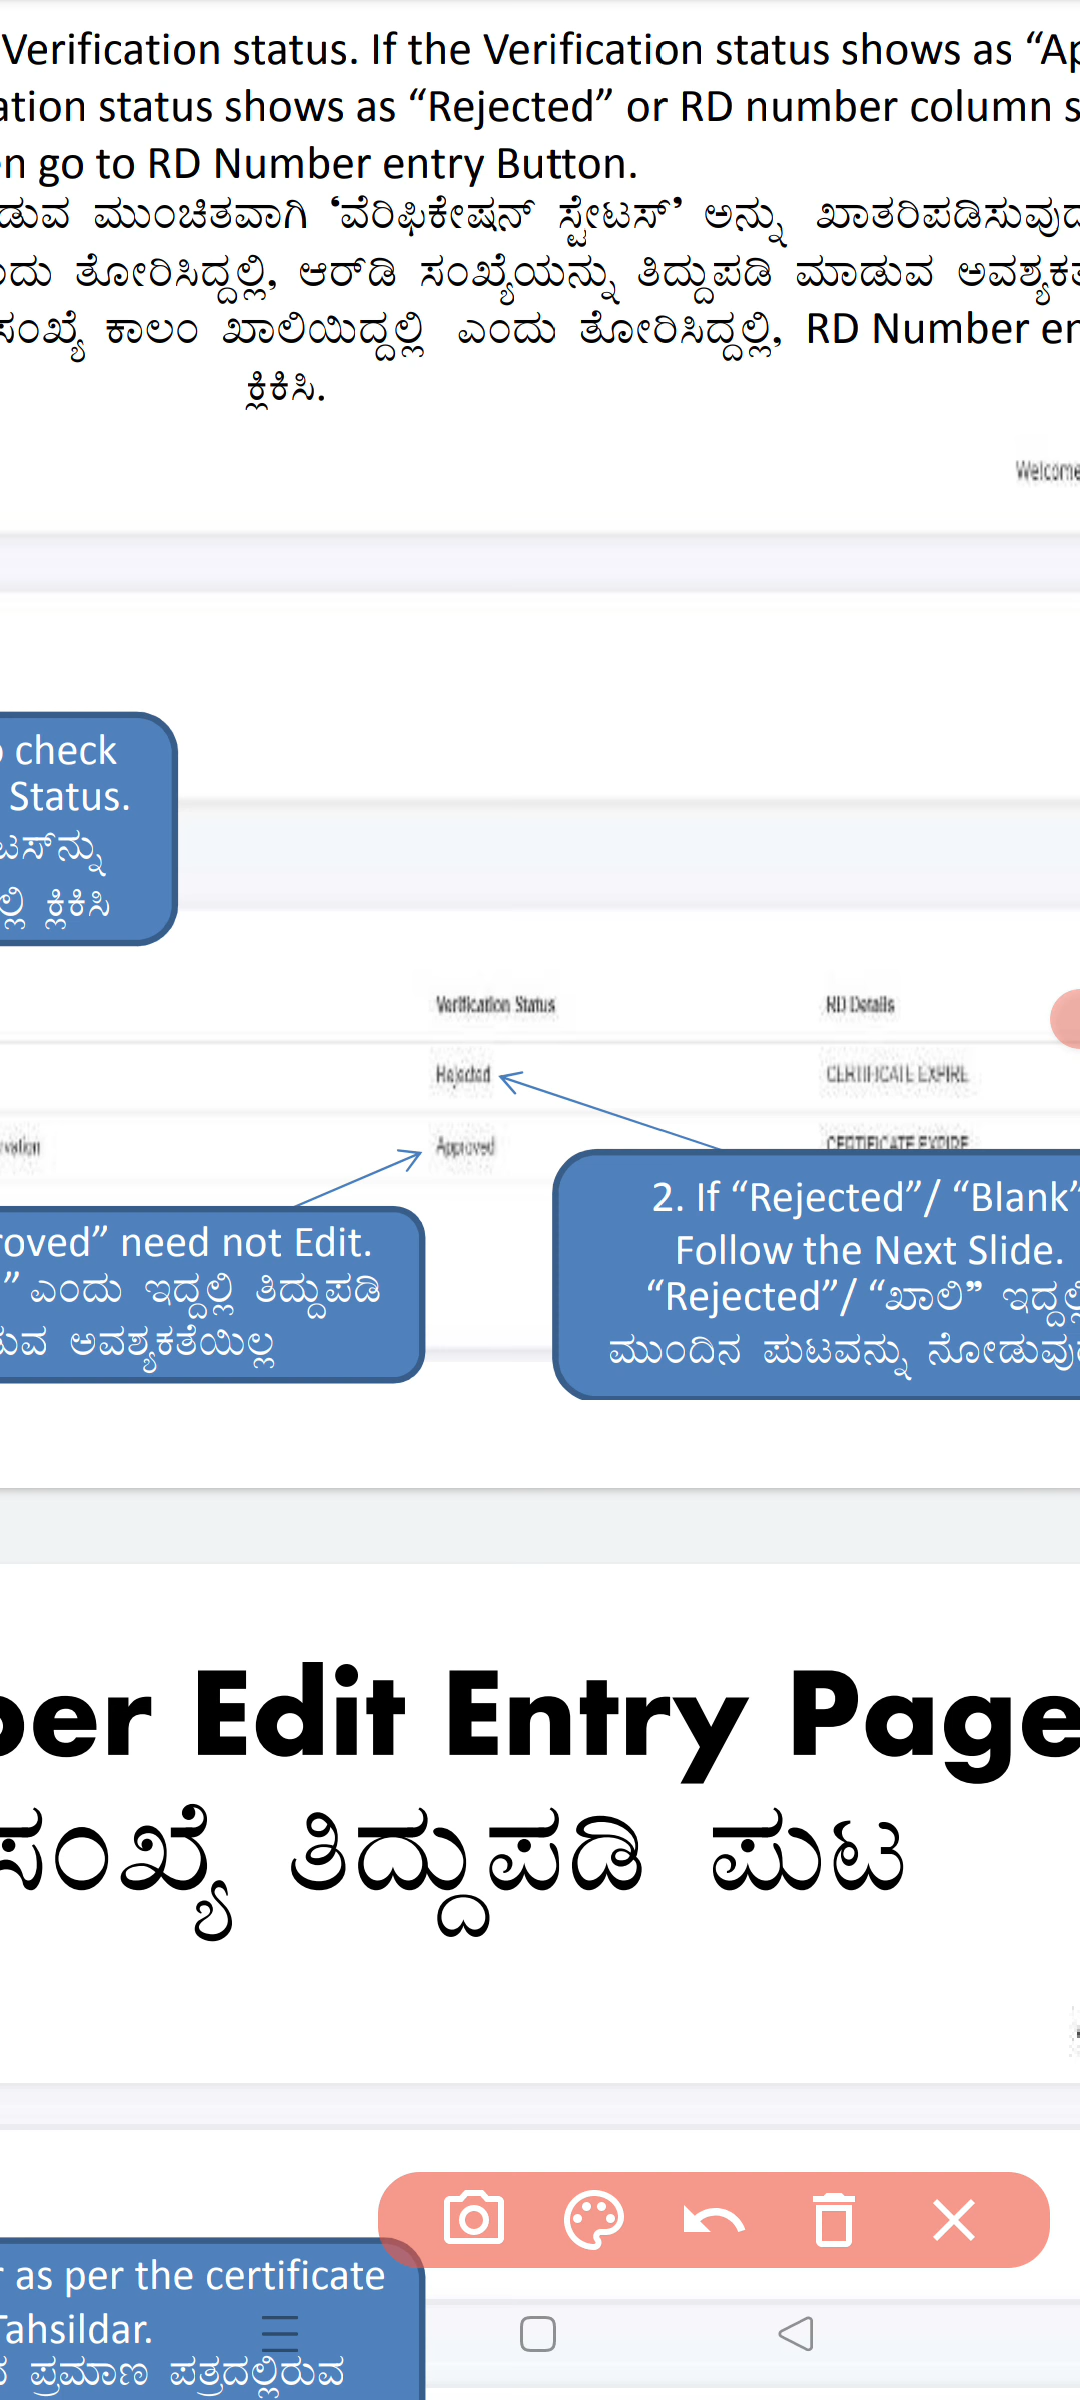 Verification status. If the Verification status shows as “Ap
ation status shows as “Rejected” or RD number column s
en go to RD Number entry Button.
ಡುವ ಮುಂಚಿತವಾಗಿ ‘ವೆರಿಫಿಕೇಷನ್ ಸ್ಟೇಟಸ್’ ಅನ್ನು ಖಾತರಿಪಡಿಸುವುದ
ಂದು ತೋರಿಸಿದ್ದಲ್ಲಿ, ಆರ್‌ಡಿ ಸಂಖ್ಯೆಯನ್ನು ತಿದ್ದುಪಡಿ ಮಾಡುವ ಅವಶ್ಯಕತ
ಸಂಖ್ಯೆ ಕಾಲಂ ಖಾಲಿಯಿದ್ದಲ್ಲಿ ಎಂದು ತೋರಿಸಿದ್ದಲ್ಲಿ, RD Number en
ಕ್ಲಿಕಿಸಿ.
Welcome
o check
Status.
ಟಸ್‌ನ್ನು
ಲ್ಲಿ ಕ್ಲಿಕಿಸಿ
Verification Status RD Details
Rejected CERTIFICATE EXPIRE
rvation Approved CERTIFICATE EXPIRE
roved” need not Edit.
” ಎಂದು ಇದ್ದಲ್ಲಿ ತಿದ್ದುಪಡಿ
ುವ ಅವಶ್ಯಕತೆಯಿಲ್ಲ
2. If “Rejected”/ “Blank”
Follow the Next Slide.
“Rejected”/ “ಖಾಲಿ” ಇದ್ದಲ್ಲಿ
ಮುಂದಿನ ಪುಟವನ್ನು ನೋಡುವು
ber Edit Entry Page
ಸಂಖ್ಯೆ ತಿದ್ದುಪಡಿ ಪುಟ
r as per the certificate
Tahsildar.
ಪ್ರಮಾಣ ಪತ್ರದಲ್ಲಿರುವ